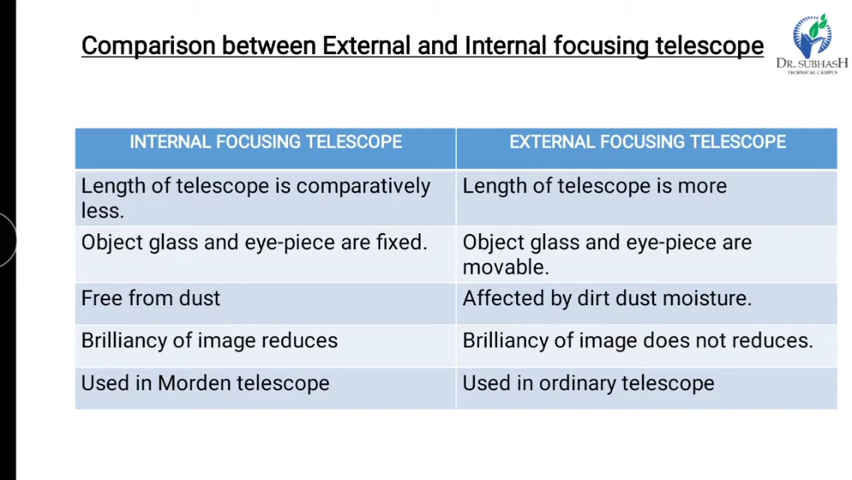 Comparison between External and Internal focusing telescope
DR. SUBHASH
TECHNICAL CAMPUS
INTERNAL FOCUSING TELESCOPE
EXTERNAL FOCUSING TELESCOPE
Length of telescope is comparatively
less.
Length of telescope is more
Object glass and eye-piece are fixed.
Object glass and eye-piece are
movable.
Free from dust
Affected by dirt dust moisture.
Brilliancy of image reduces
Brilliancy of image does not reduces.
Used in Morden telescope
Used in ordinary telescope